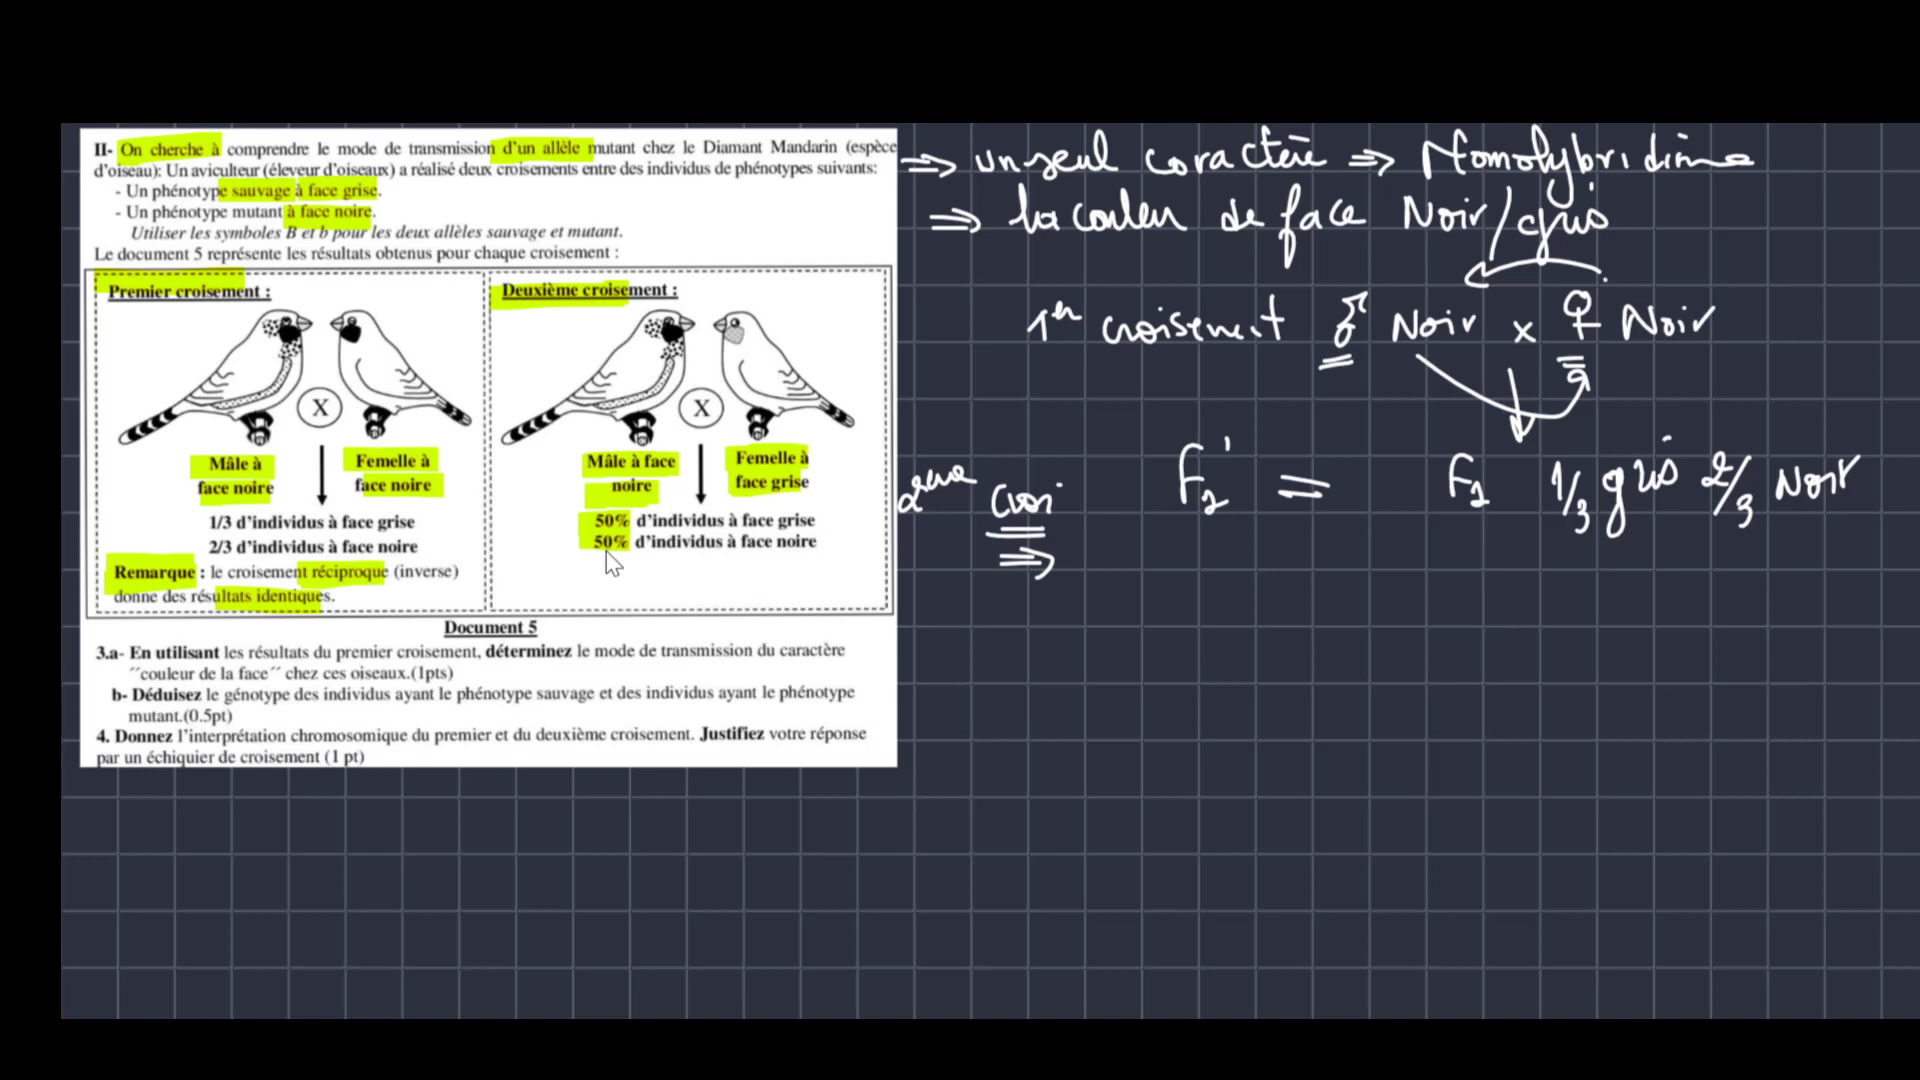 II- On cherche à comprendre le mode de transmission d'un allèle mutant chez le Diamant Mandarin (espèce
d'oiseau): Un aviculteur (éleveur d'oiseaux) a réalisé deux croisements entre des individus de phénotypes suivants:
- Un phénotype sauvage à face grise.
- Un phénotype mutant à face noire.
Utiliser les symboles B et b pour les deux allèles sauvage et mutant.
Le document 5 représente les résultats obtenus pour chaque croisement :
Premier croisement :
X
Mâle à
face noire
Femelle à
face noire
1/3 d'individus à face grise
2/3 d'individus à face noire
Remarque : le croisement réciproque (inverse)
donne des résultats identiques.
Deuxième croisement :
X
Mâle à face
noire
Femelle à
face grise
50% d'individus à face grise
50% d'individus à face noire
Document 5
3.a- En utilisant les résultats du premier croisement, déterminez le mode de transmission du caractère
´´couleur de la face´´ chez ces oiseaux.(1pts)
b- Déduisez le génotype des individus ayant le phénotype sauvage et des individus ayant le phénotype
mutant.(0.5pt)
4. Donnez l'interprétation chromosomique du premier et du deuxième croisement. Justifiez votre réponse
par un échiquier de croisement (1 pt)
⇒ un seul caractère ⇒ Monohybridisme
⇒ la couleur de face Noir/gris
1er croisement ♂ Noir x ♀ Noir
F1' = F1 1/3 gris 2/3 Noir
2eme croi
⇒